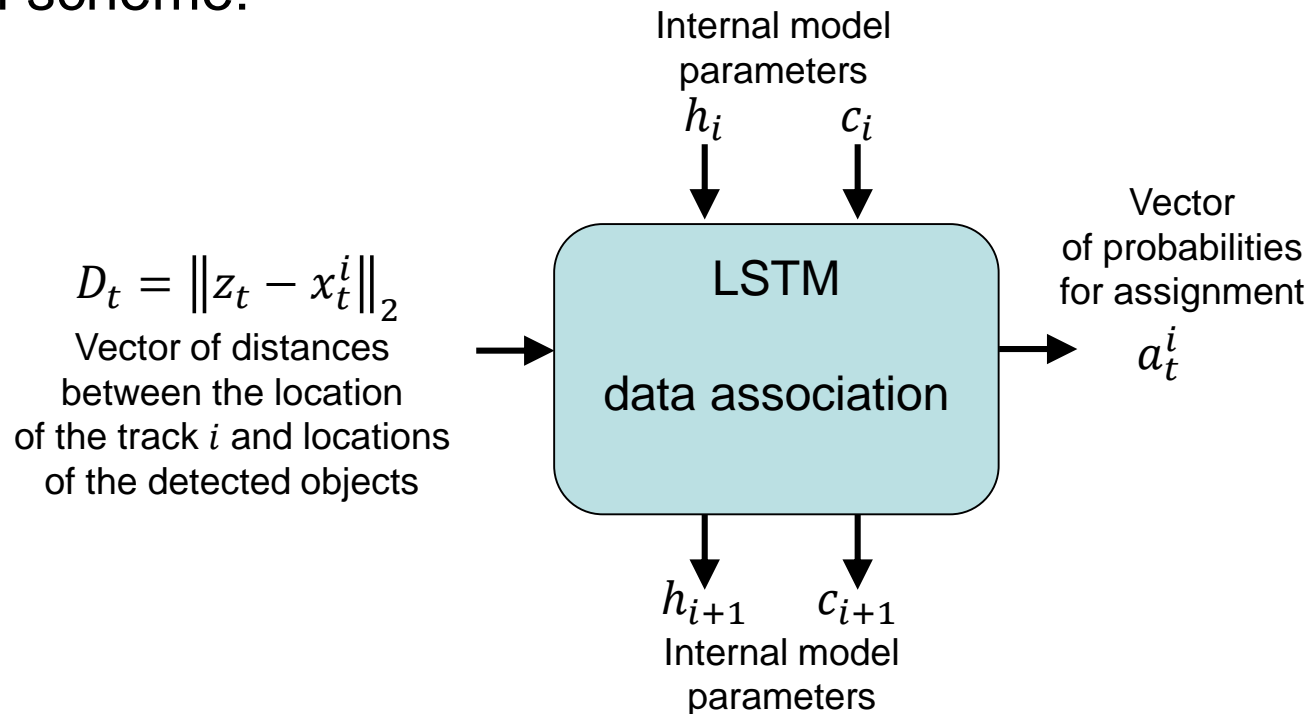 scheme:
Internal model
parameters
h_i c_i
D_t = ‖z_t − x_t^i‖_2
Vector of distances
between the location
of the track i and locations
of the detected objects
LSTM
data association
Vector
of probabilities
for assignment
a_t^i
h_{i+1} c_{i+1}
Internal model
parameters